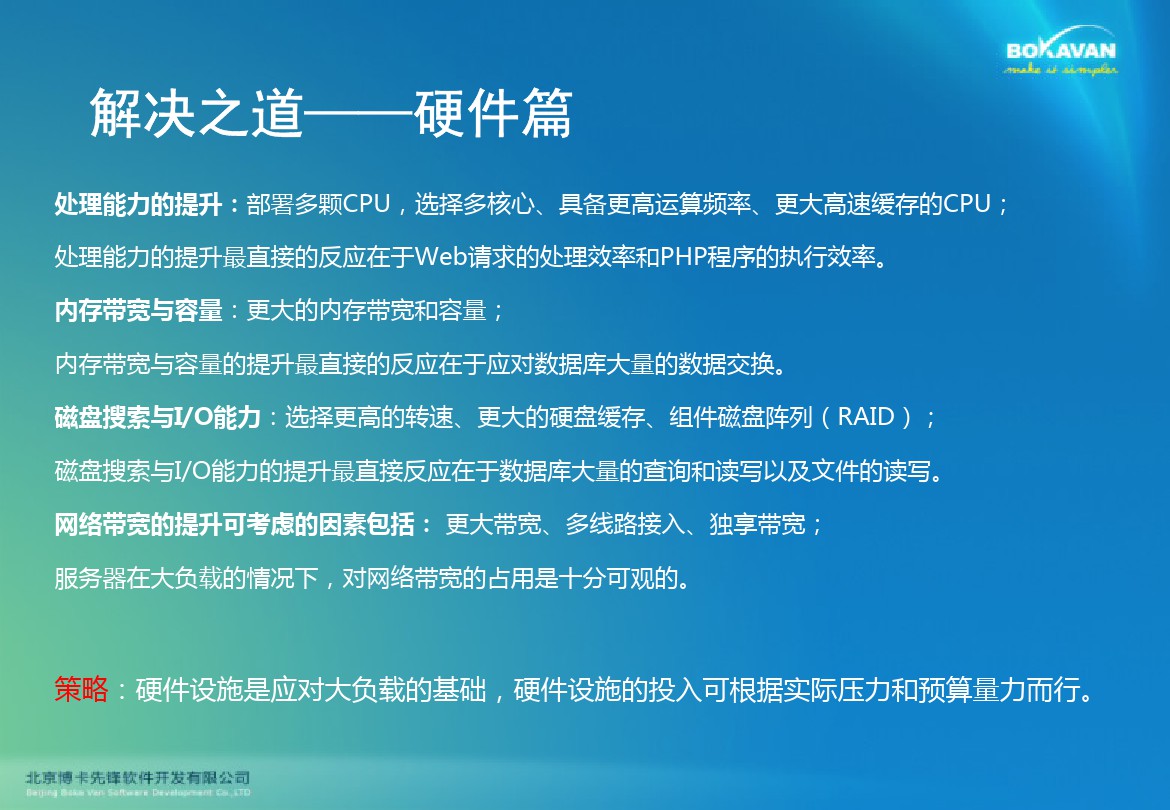 BOKAVAN
make it simpler
解决之道——硬件篇
处理能力的提升：部署多颗CPU，选择多核心、具备更高运算频率、更大高速缓存的CPU；
处理能力的提升最直接的反应在于Web请求的处理效率和PHP程序的执行效率。
内存带宽与容量：更大的内存带宽和容量；
内存带宽与容量的提升最直接的反应在于应对数据库大量的数据交换。
磁盘搜索与I/O能力：选择更高的转速、更大的硬盘缓存、组件磁盘阵列（RAID）；
磁盘搜索与I/O能力的提升最直接反应在于数据库大量的查询和读写以及文件的读写。
网络带宽的提升可考虑的因素包括： 更大带宽、多线路接入、独享带宽；
服务器在大负载的情况下，对网络带宽的占用是十分可观的。
策略：硬件设施是应对大负载的基础，硬件设施的投入可根据实际压力和预算量力而行。
北京博卡先锋软件开发有限公司
Beijing Boka Van Software Development Co.,LTD